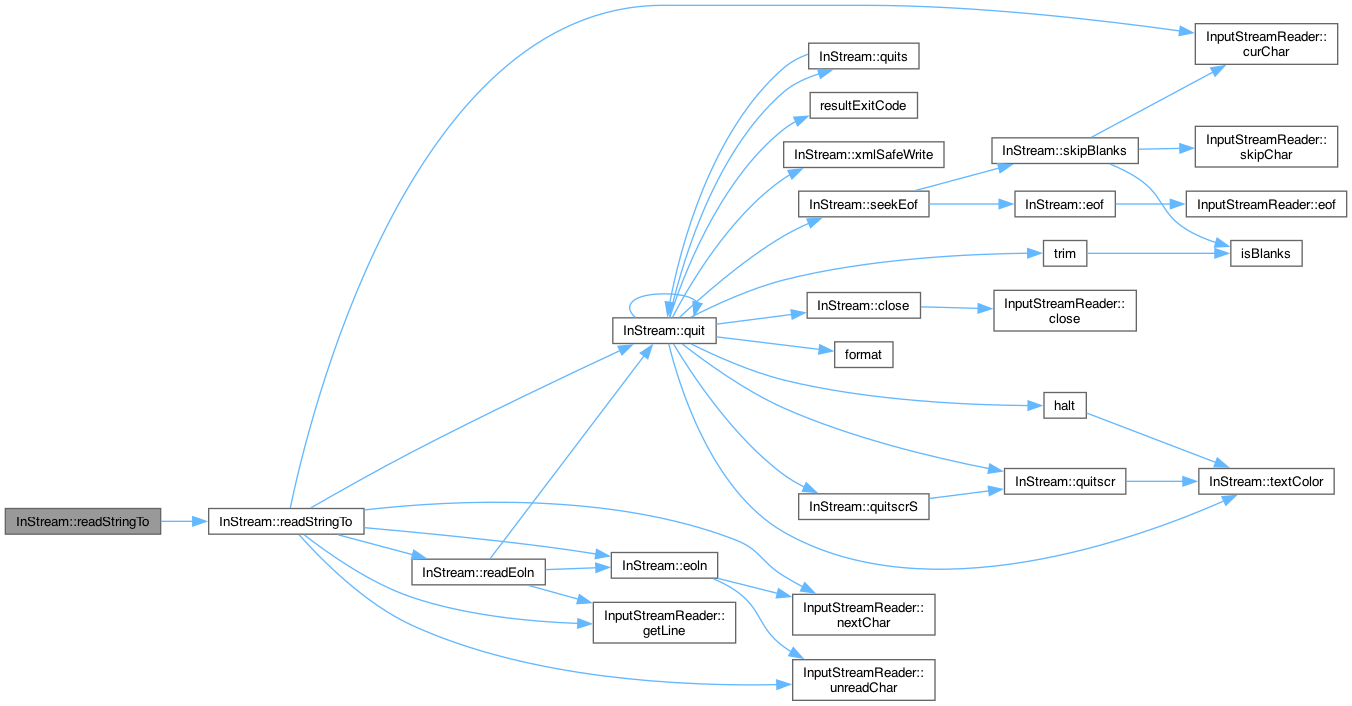 InStream::readStringTo
InStream::readStringTo
InStream::readEoln
InStream::quit
InStream::eoln
InputStreamReader::
getLine
InStream::quits
resultExitCode
InStream::xmlSafeWrite
InStream::seekEof
InStream::close
format
InStream::quitscrS
InputStreamReader::
nextChar
InputStreamReader::
unreadChar
InStream::skipBlanks
InStream::eof
trim
InputStreamReader::
close
halt
InStream::quitscr
InputStreamReader::
curChar
InputStreamReader::
skipChar
InputStreamReader::eof
isBlanks
InStream::textColor